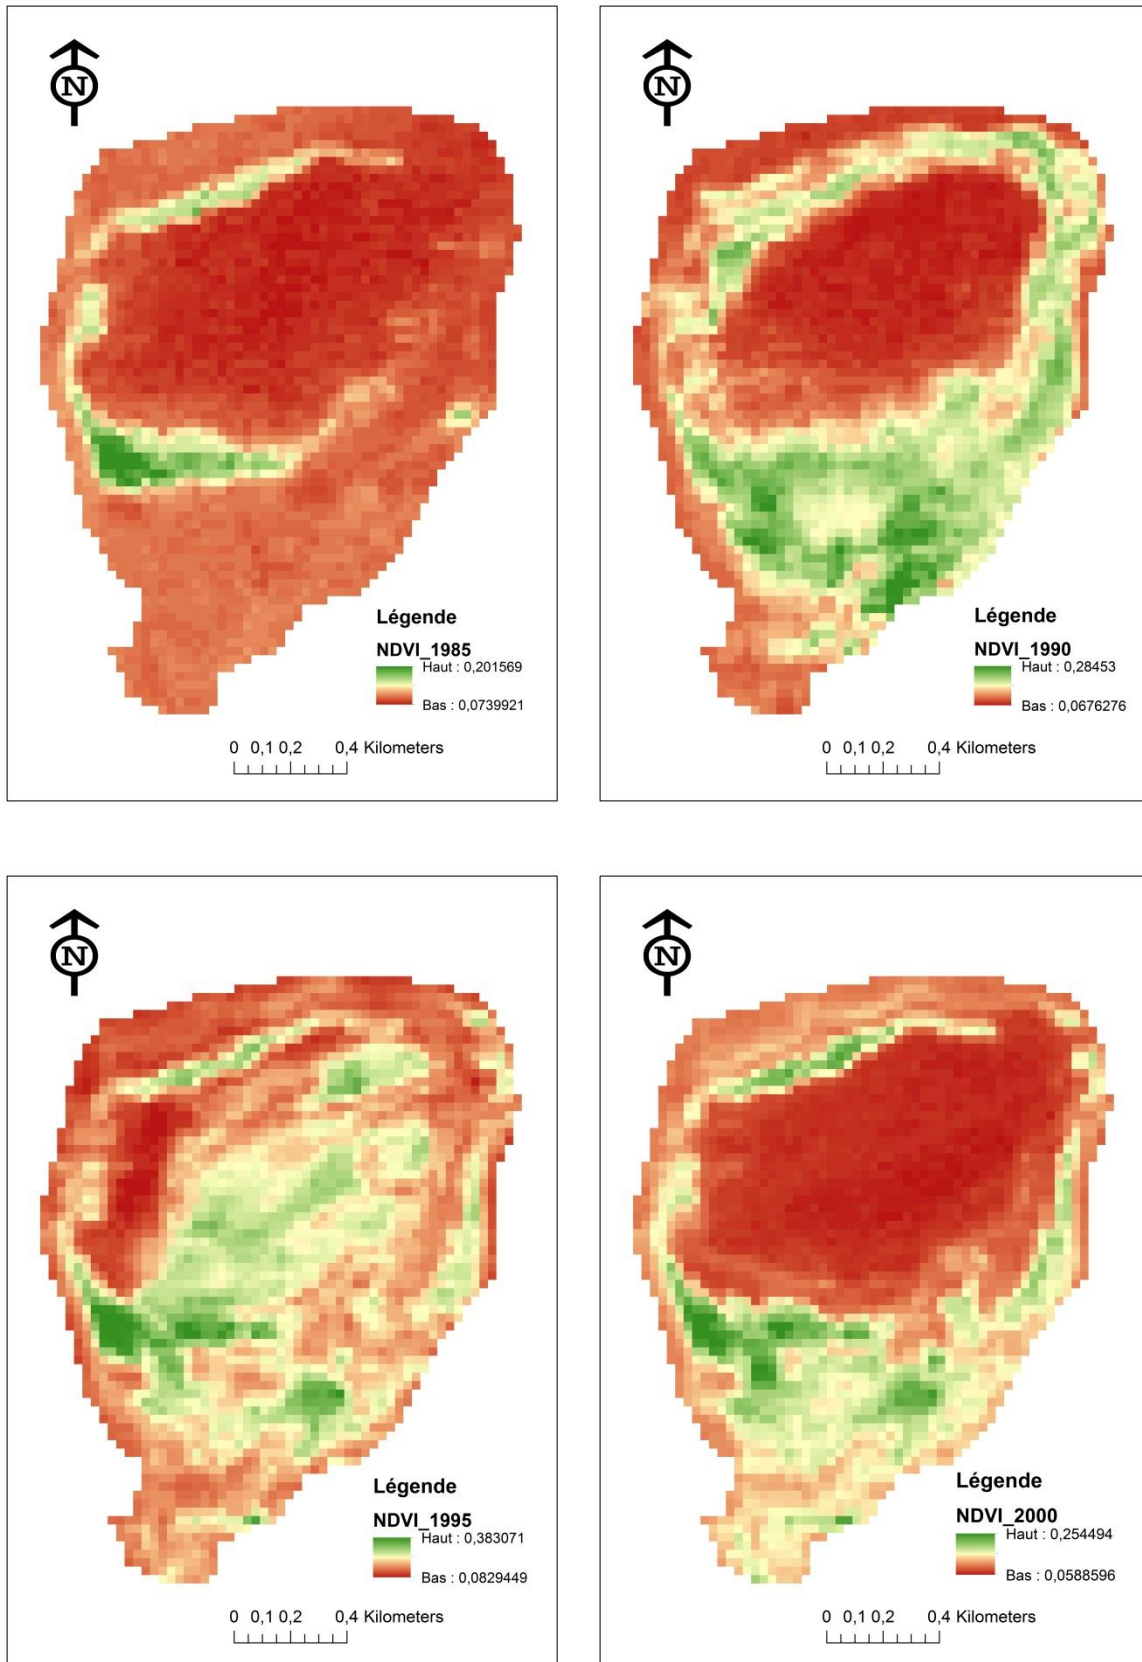 N
Légende
NDVI_1985
Haut : 0,201569
Bas : 0,0739921
0 0,1 0,2 0,4 Kilometers
N
Légende
NDVI_1990
Haut : 0,28453
Bas : 0,0676276
0 0,1 0,2 0,4 Kilometers
N
Légende
NDVI_1995
Haut : 0,383071
Bas : 0,0829449
0 0,1 0,2 0,4 Kilometers
N
Légende
NDVI_2000
Haut : 0,254494
Bas : 0,0588596
0 0,1 0,2 0,4 Kilometers